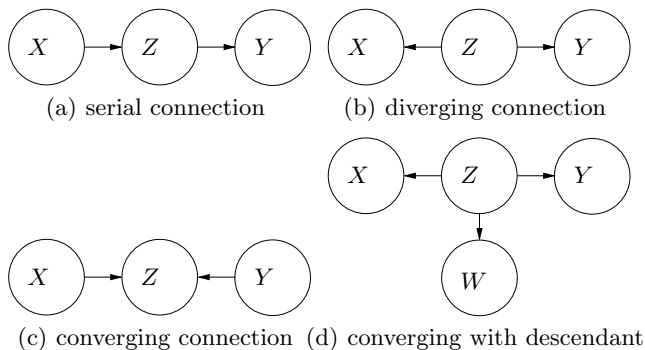 X Z Y X Z Y
(a) serial connection (b) diverging connection
X Z Y
W
X Z Y
(c) converging connection (d) converging with descendant